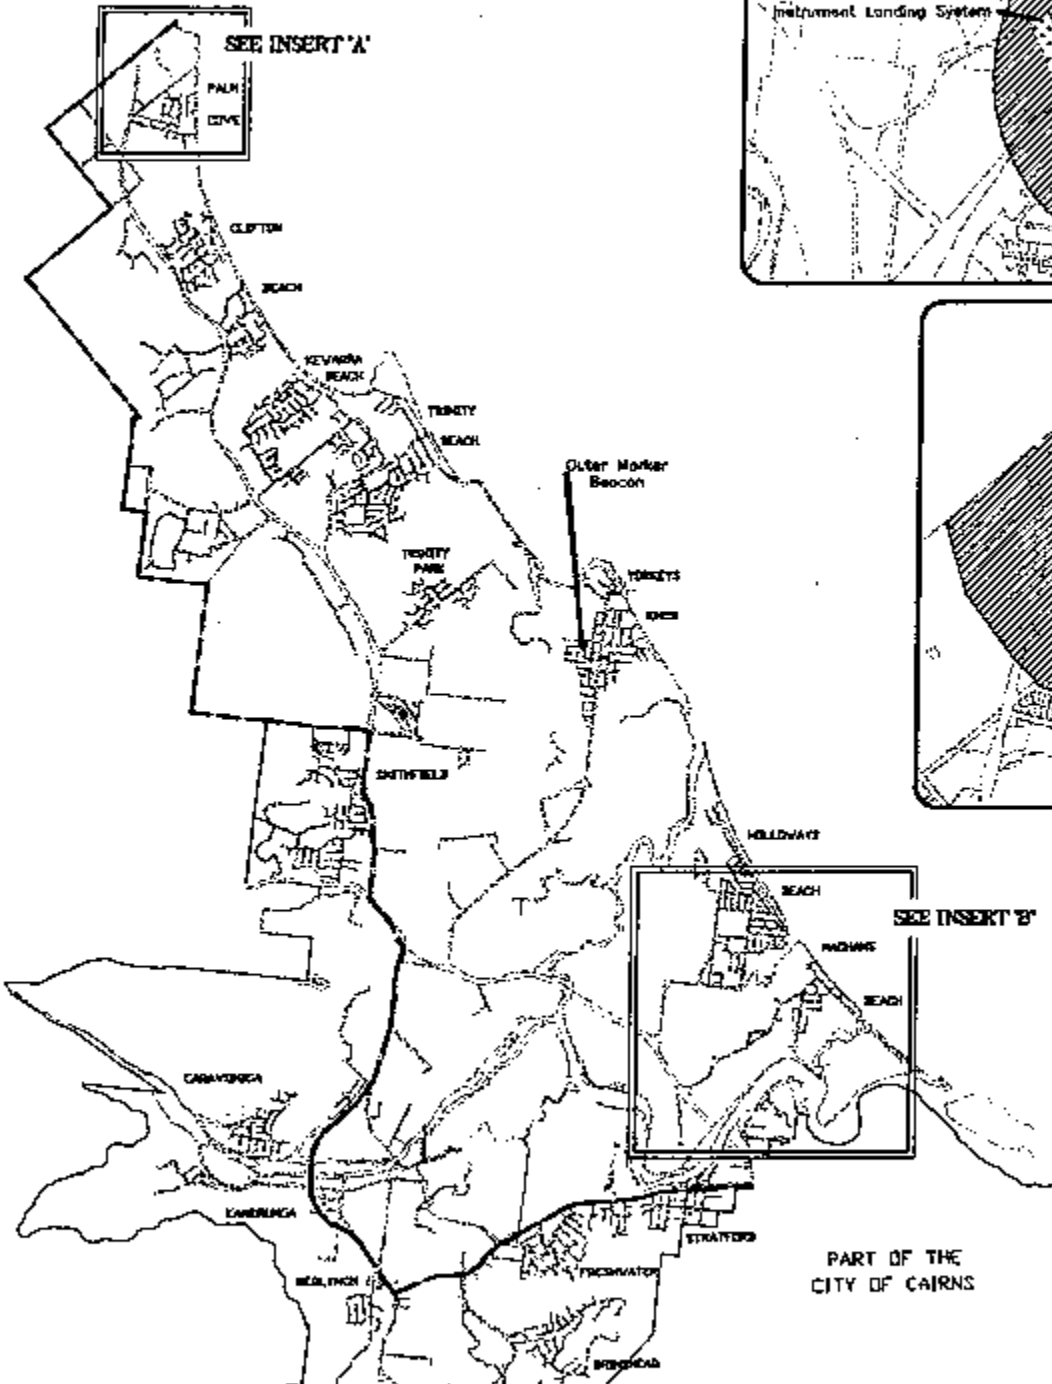 Instrument Landing System
SEE INSERT 'A'
PALM
COVE
CLIFTON
BEACH
KEWARRA
BEACH
TRINITY
BEACH
Outer Marker
Beacon
TRINITY
PARK
YORKEYS
KNOB
SMITHFIELD
HOLLOWAYS
BEACH
SEE INSERT 'B'
MACHANS
BEACH
CARAVONICA
KAMERUNGA
STRATFORD
FRESHWATER
REDLYNCH
BRINSMEAD
PART OF THE
CITY OF CAIRNS